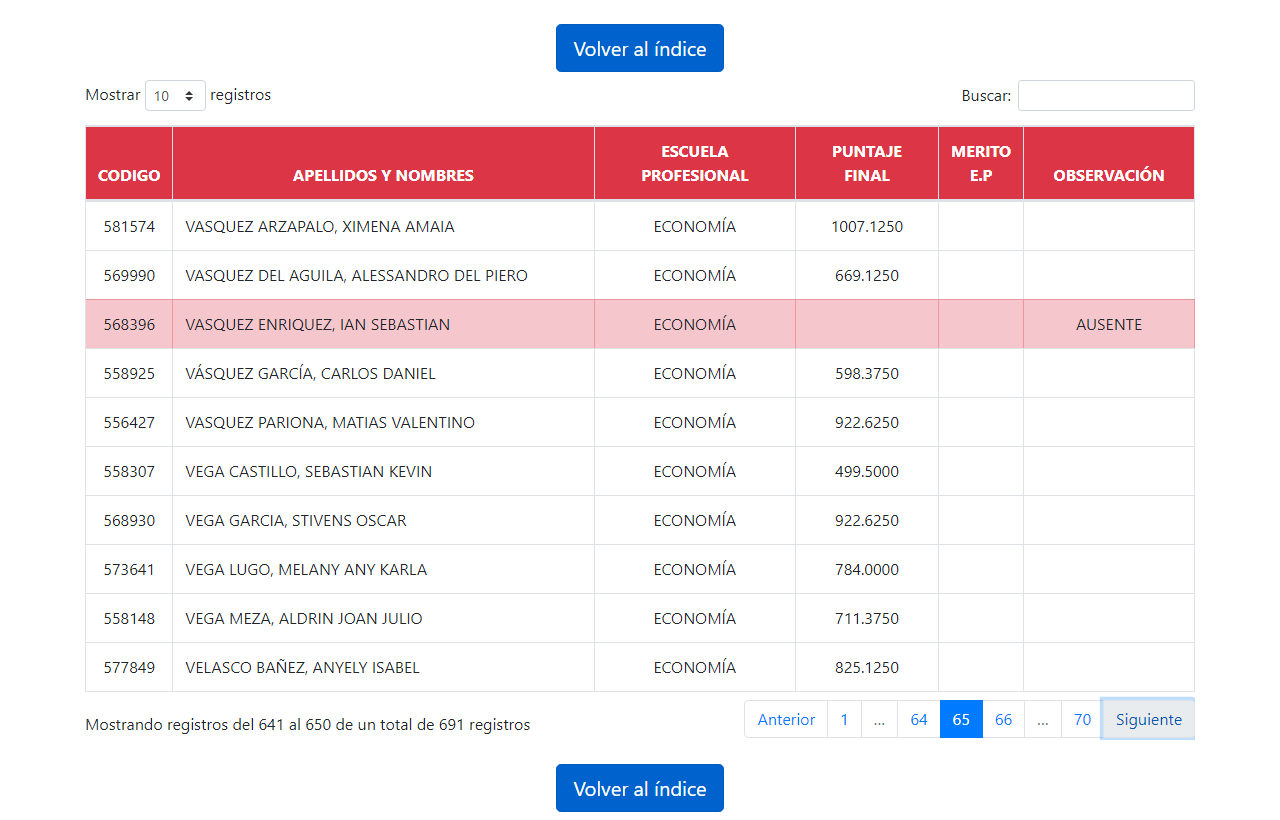 Volver al índice
Mostrar 10 registros Buscar:
CODIGO APELLIDOS Y NOMBRES ESCUELA PROFESIONAL PUNTAJE FINAL MERITO E.P OBSERVACIÓN
581574 VASQUEZ ARZAPALO, XIMENA AMAIA ECONOMÍA 1007.1250
569990 VASQUEZ DEL AGUILA, ALESSANDRO DEL PIERO ECONOMÍA 669.1250
568396 VASQUEZ ENRIQUEZ, IAN SEBASTIAN ECONOMÍA AUSENTE
558925 VÁSQUEZ GARCÍA, CARLOS DANIEL ECONOMÍA 598.3750
556427 VASQUEZ PARIONA, MATIAS VALENTINO ECONOMÍA 922.6250
558307 VEGA CASTILLO, SEBASTIAN KEVIN ECONOMÍA 499.5000
568930 VEGA GARCIA, STIVENS OSCAR ECONOMÍA 922.6250
573641 VEGA LUGO, MELANY ANY KARLA ECONOMÍA 784.0000
558148 VEGA MEZA, ALDRIN JOAN JULIO ECONOMÍA 711.3750
577849 VELASCO BAÑEZ, ANYELY ISABEL ECONOMÍA 825.1250
Mostrando registros del 641 al 650 de un total de 691 registros Anterior 1 ... 64 65 66 ... 70 Siguiente
Volver al índice